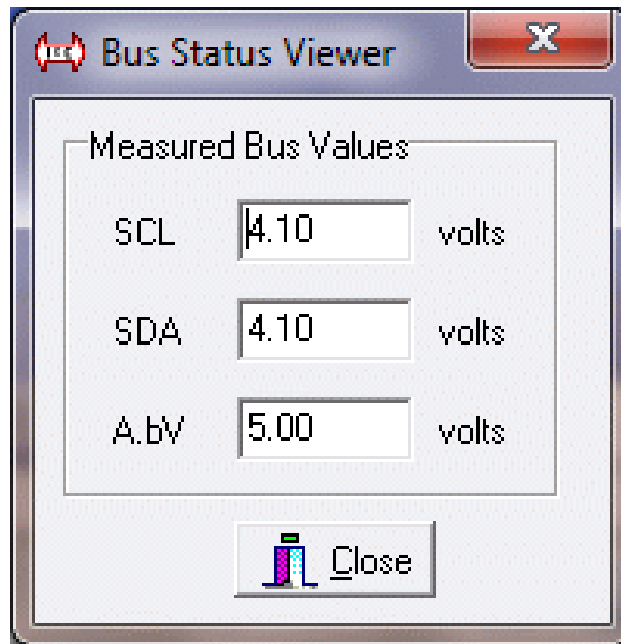 Bus Status Viewer
Measured Bus Values
SCL 4.10 volts
SDA 4.10 volts
A.bV 5.00 volts
Close